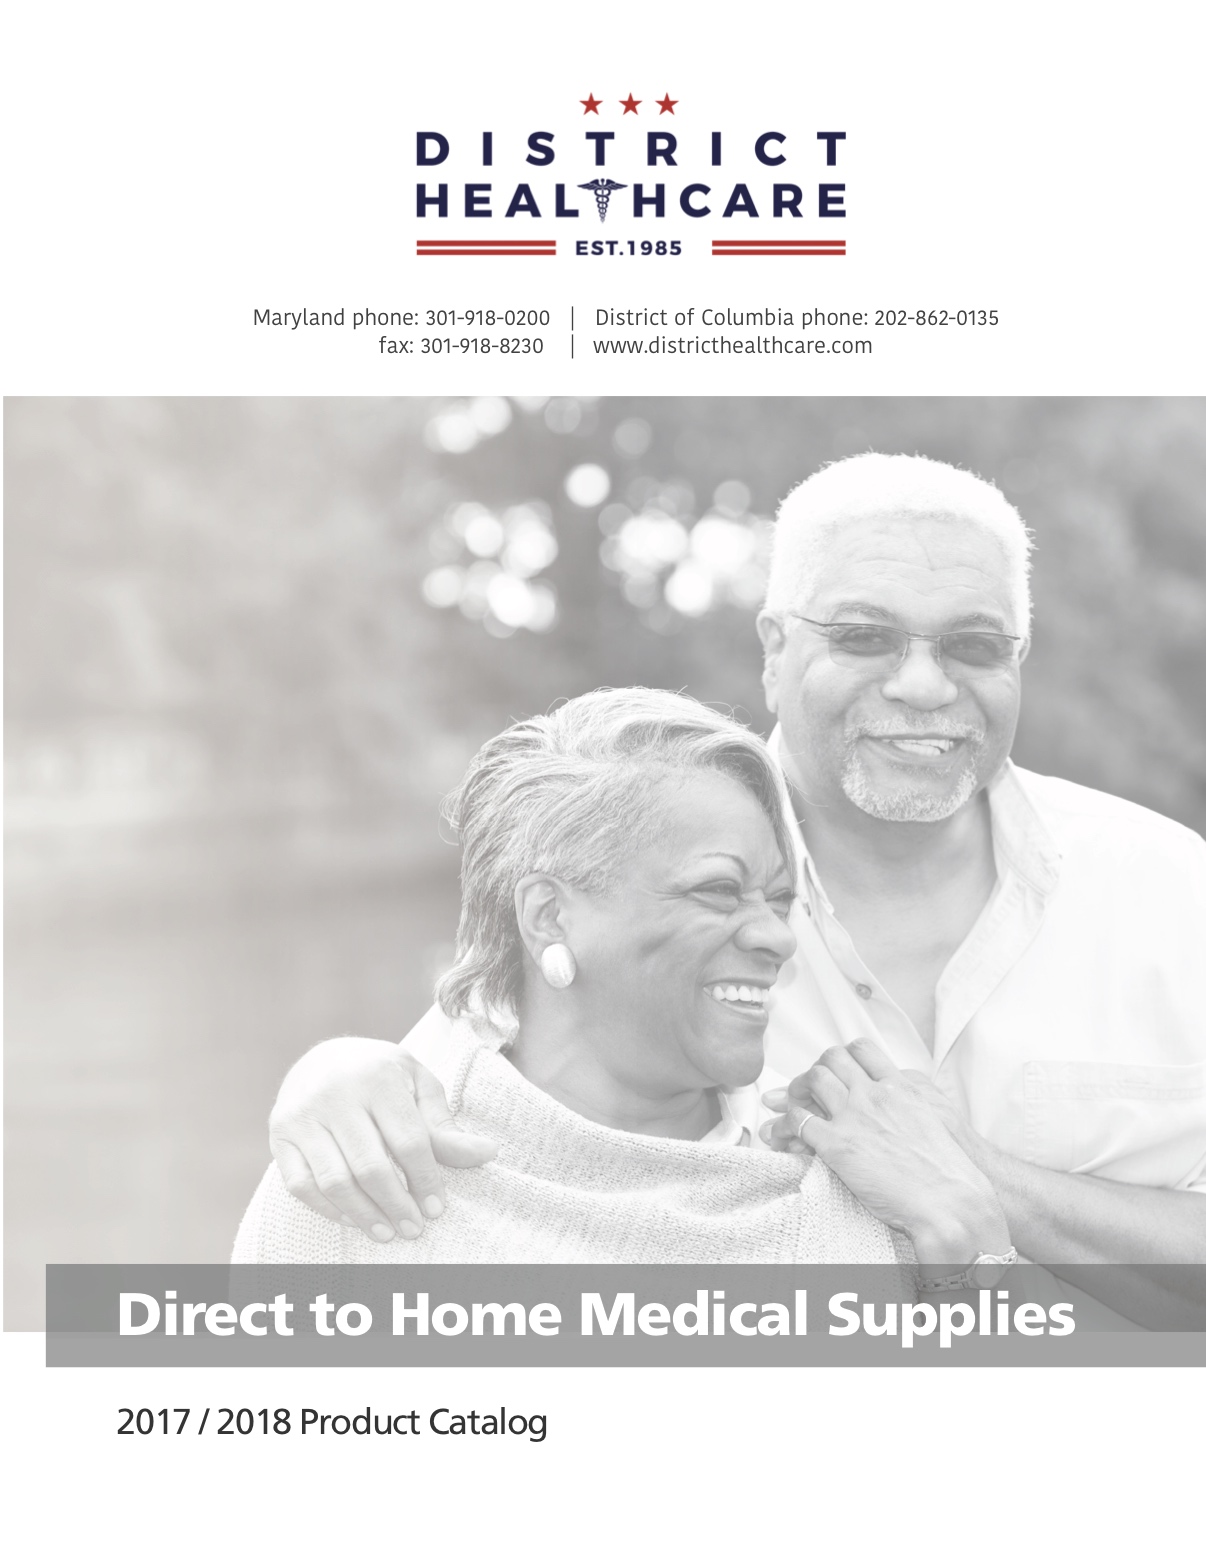 DISTRICT
HEALTHCARE
EST.1985
Maryland phone: 301-918-0200 | District of Columbia phone: 202-862-0135
fax: 301-918-8230 | www.districthealthcare.com
Direct to Home Medical Supplies
2017 / 2018 Product Catalog